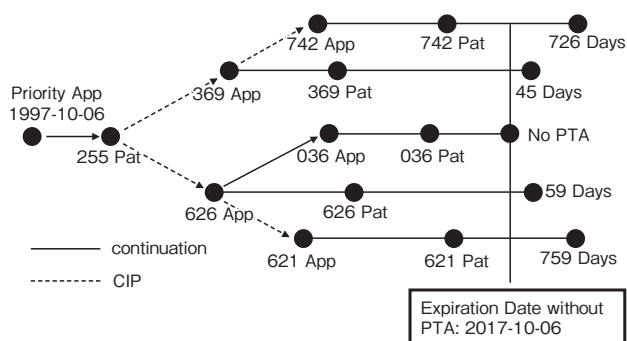 742 App
742 Pat
726 Days
369 App
369 Pat
45 Days
Priority App
1997-10-06
255 Pat
036 App
036 Pat
No PTA
626 App
626 Pat
59 Days
621 App
621 Pat
759 Days
continuation
CIP
Expiration Date without
PTA: 2017-10-06